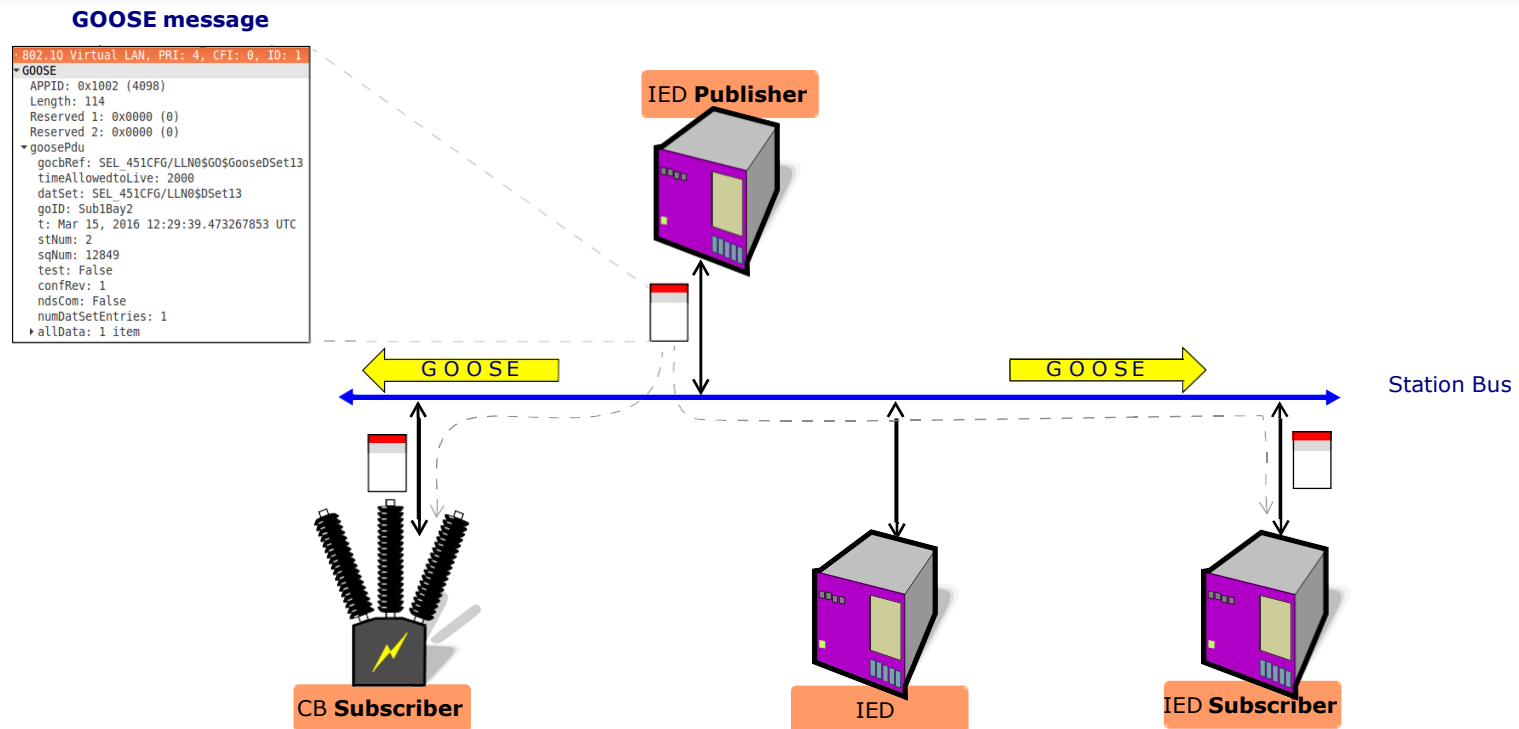 GOOSE message
802.1Q Virtual LAN, PRI: 4, CFI: 0, ID: 1
GOOSE
APPID: 0x1002 (4098)
Length: 114
Reserved 1: 0x0000 (0)
Reserved 2: 0x0000 (0)
goosePdu
gocbRef: SEL_451CFG/LLN0$GO$GooseDSet13
timeAllowedtoLive: 2000
datSet: SEL_451CFG/LLN0$DSet13
goID: Sub1Bay2
t: Mar 15, 2016 12:29:39.473267853 UTC
stNum: 2
sqNum: 12849
test: False
confRev: 1
ndsCom: False
numDatSetEntries: 1
allData: 1 item
IED Publisher
GOOSE
GOOSE
Station Bus
CB Subscriber
IED
IED Subscriber